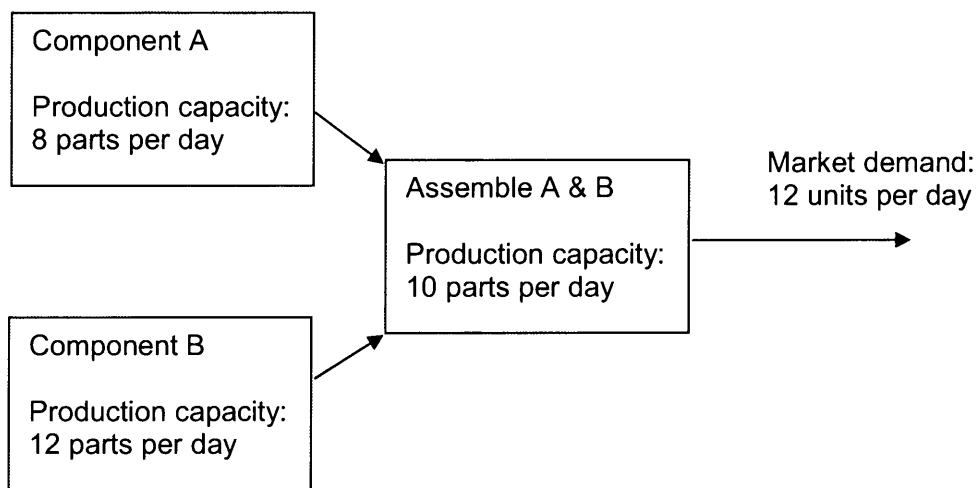 Component A
Production capacity:
8 parts per day
Assemble A & B
Production capacity:
10 parts per day
Market demand:
12 units per day
Component B
Production capacity:
12 parts per day